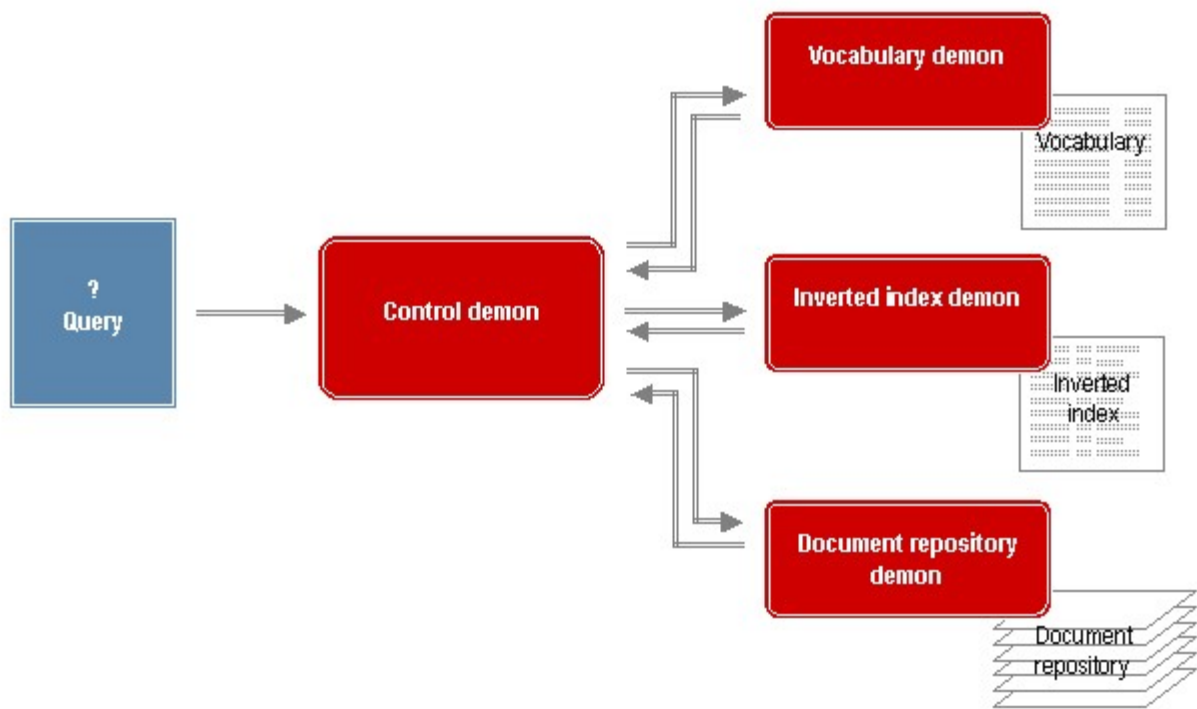 Vocabulary demon
Vocabulary
?
Query
Control demon
Inverted index demon
Inverted
index
Document repository
demon
Document
repository